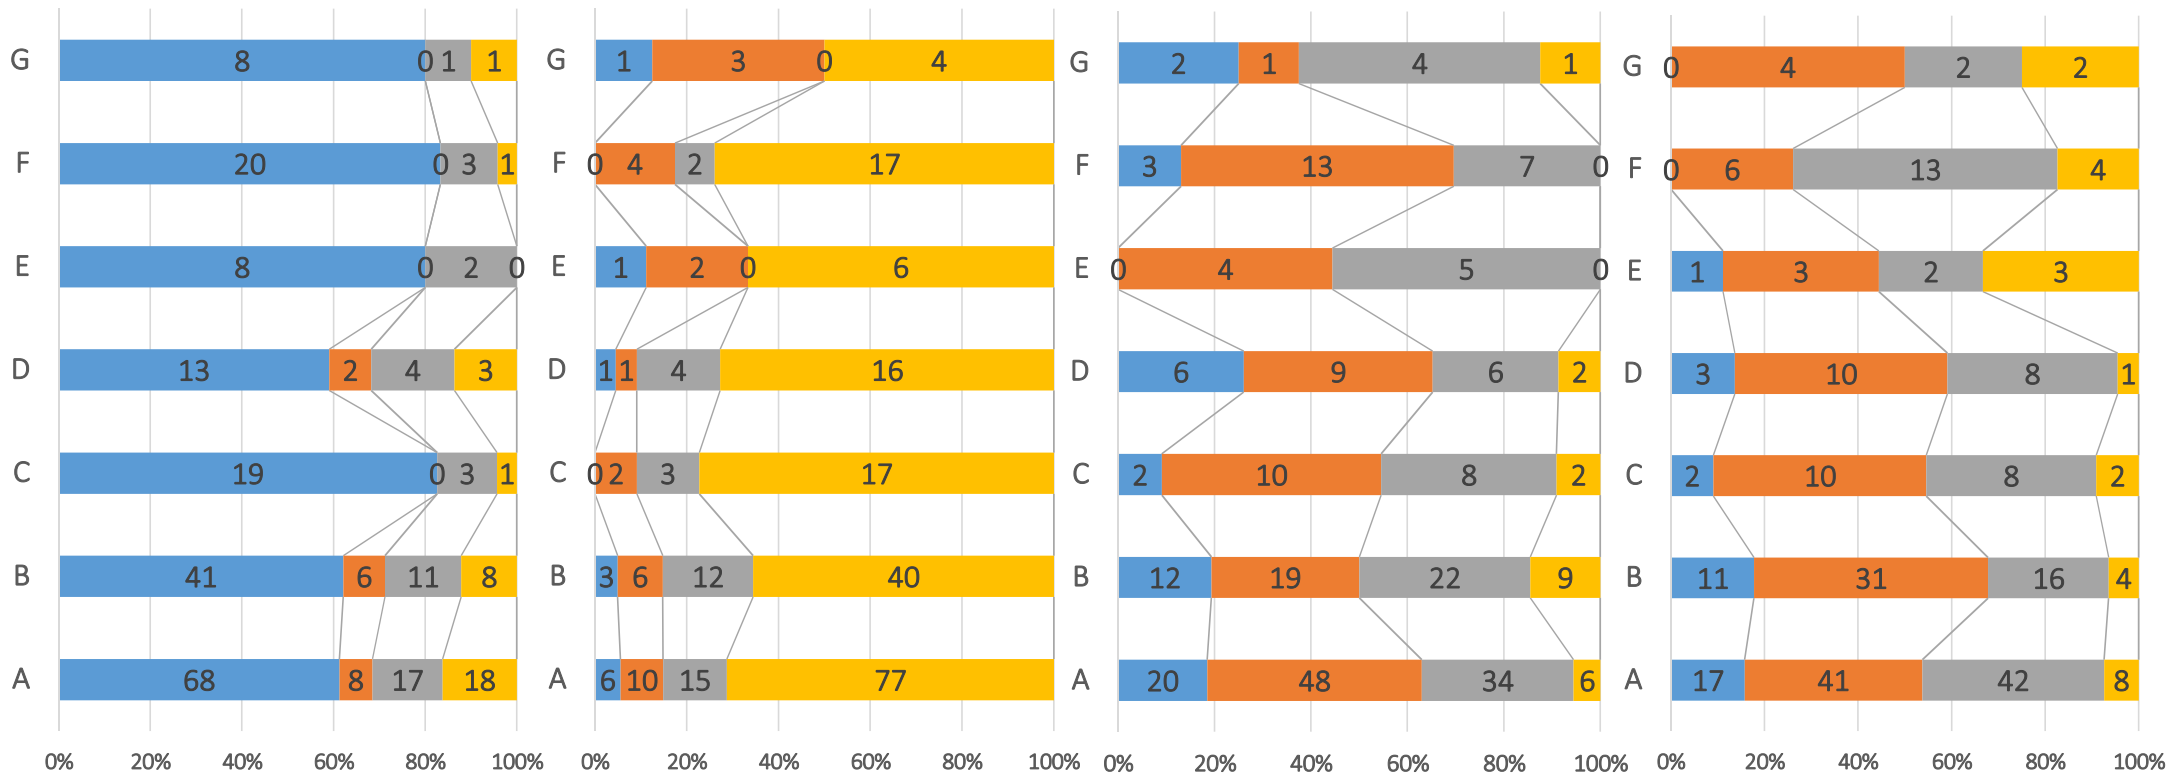 G 8 0 1 1 G 1 3 0 4 G 2 1 4 1 G 0 4 2 2
F 20 0 3 1 F 0 4 2 17 F 3 13 7 0 F 0 6 13 4
E 8 0 2 0 E 1 2 0 6 E 0 4 5 0 E 1 3 2 3
D 13 2 4 3 D 1 1 4 16 D 6 9 6 2 D 3 10 8 1
C 19 0 3 1 C 0 2 3 17 C 2 10 8 2 C 2 10 8 2
B 41 6 11 8 B 3 6 12 40 B 12 19 22 9 B 11 31 16 4
A 68 8 17 18 A 6 10 15 77 A 20 48 34 6 A 17 41 42 8
0% 20% 40% 60% 80% 100% 0% 20% 40% 60% 80% 100% 0% 20% 40% 60% 80% 100% 0% 20% 40% 60% 80% 100%